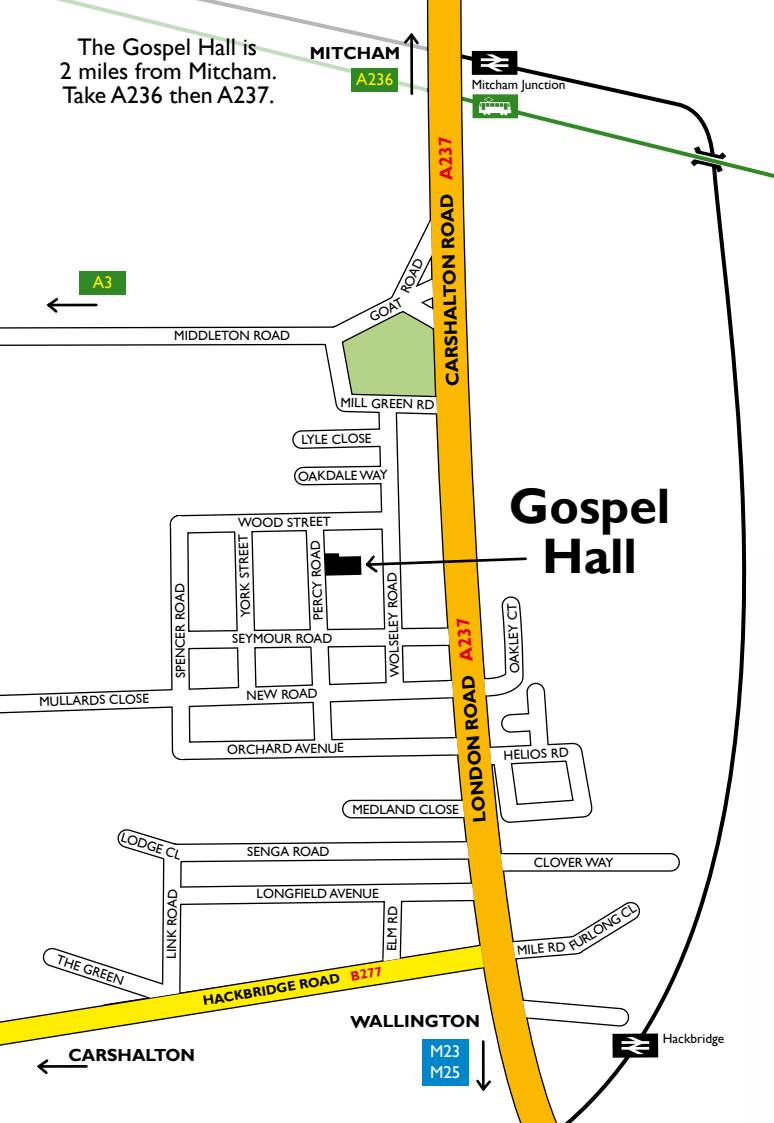 The Gospel Hall is
2 miles from Mitcham.
Take A236 then A237.
MITCHAM
A236
Mitcham Junction
A237
CARSHALTON ROAD
A3
GOAT ROAD
MIDDLETON ROAD
MILL GREEN RD
LYLE CLOSE
OAKDALE WAY
WOOD STREET
Gospel
Hall
YORK STREET
PERCY ROAD
SPENCER ROAD
WOLSELEY ROAD
SEYMOUR ROAD
A237
LONDON ROAD
OAKLEY CT
MULLARDS CLOSE
NEW ROAD
ORCHARD AVENUE
HELIOS RD
MEDLAND CLOSE
LODGE CL
SENGA ROAD
CLOVER WAY
LONGFIELD AVENUE
LINK ROAD
ELM RD
MILE RD
FURLONG CL
THE GREEN
HACKBRIDGE ROAD B277
WALLINGTON
M23
M25
CARSHALTON
Hackbridge